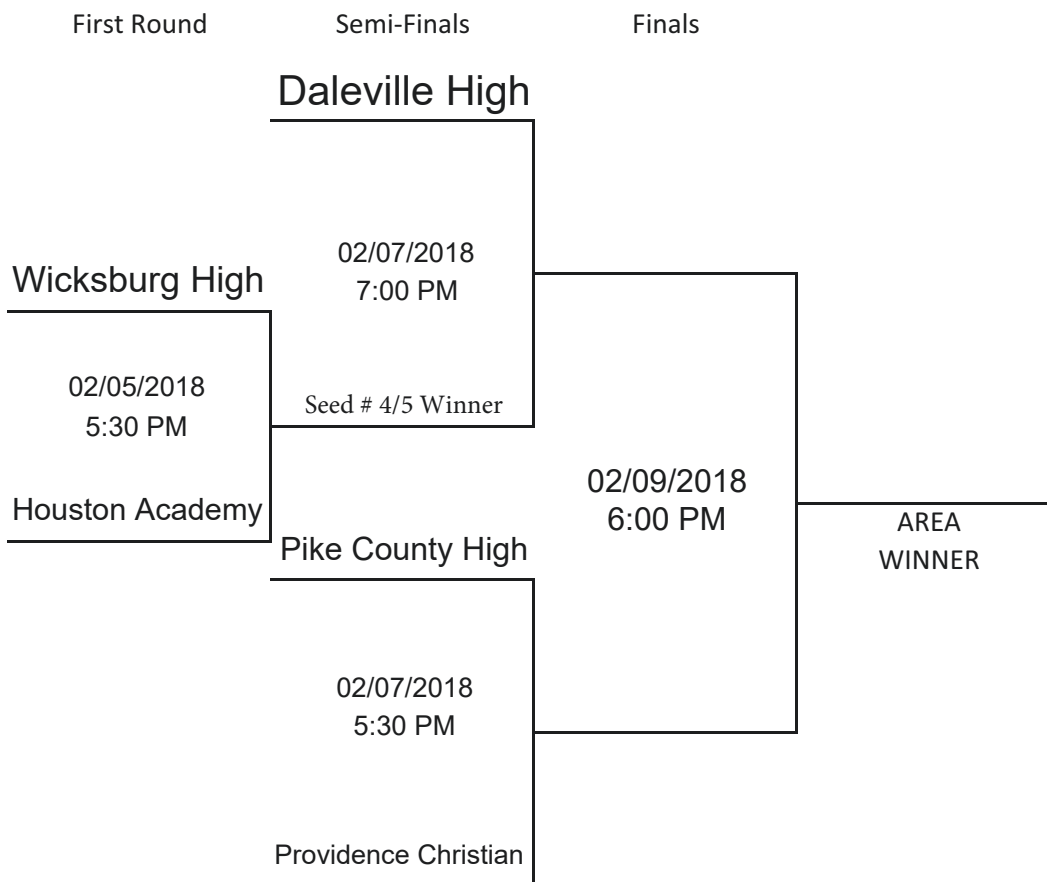 First Round Semi-Finals Finals
Daleville High
02/07/2018
7:00 PM
Wicksburg High
02/05/2018
5:30 PM
Seed # 4/5 Winner
Houston Academy
Pike County High
02/09/2018
6:00 PM
AREA
WINNER
02/07/2018
5:30 PM
Providence Christian